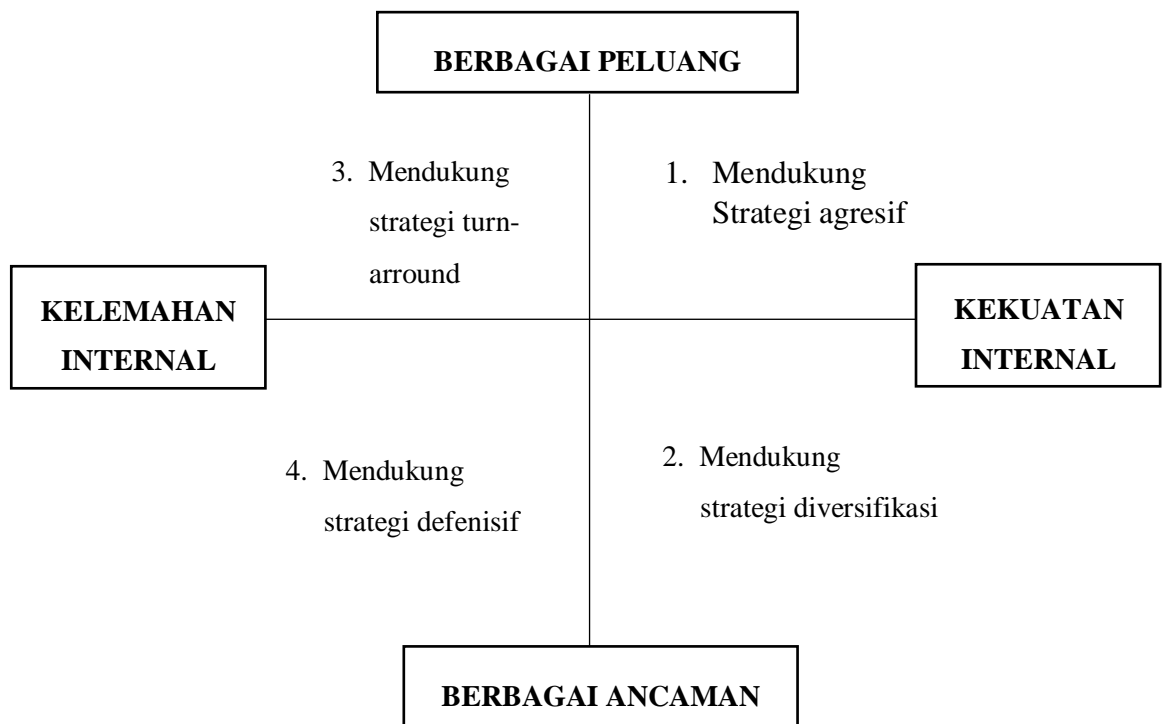 BERBAGAI PELUANG
3. Mendukung
strategi turn-
arround
1. Mendukung
Strategi agresif
KELEMAHAN
INTERNAL
KEKUATAN
INTERNAL
4. Mendukung
strategi defenisif
2. Mendukung
strategi diversifikasi
BERBAGAI ANCAMAN